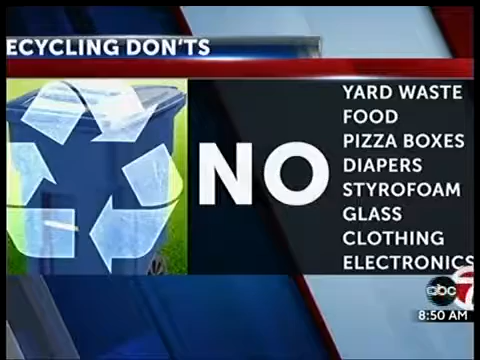 ECYCLING DON'TS
NO
YARD WASTE
FOOD
PIZZA BOXES
DIAPERS
STYROFOAM
GLASS
CLOTHING
ELECTRONICS
abc 7
8:50 AM